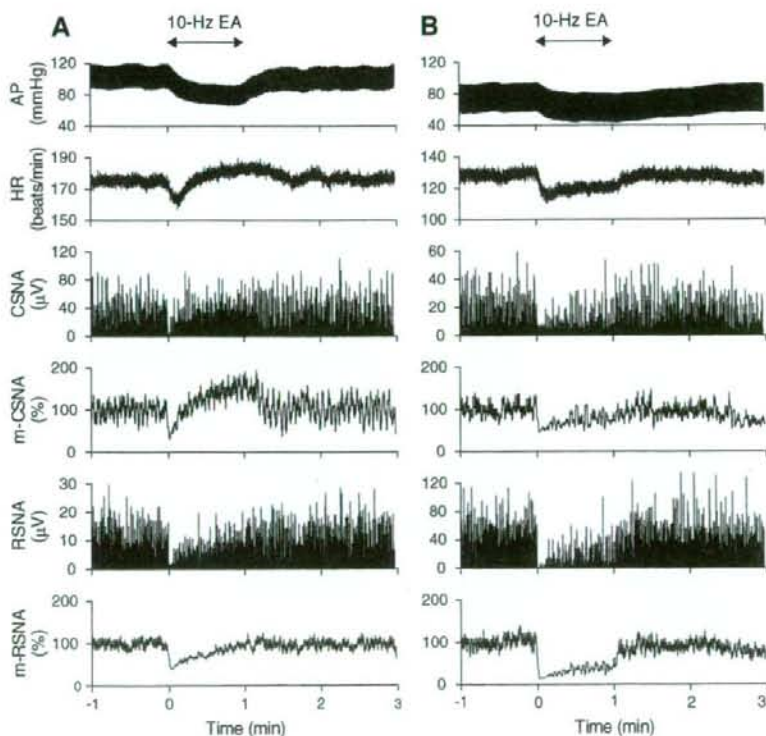 A
10-Hz EA
B
10-Hz EA
AP
(mmHg)
120
80
40
120
80
40
HR
(beats/min)
190
170
150
140
120
100
CSNA
(μV)
120
80
40
0
60
40
20
0
m-CSNA
(%)
200
100
0
200
100
0
RSNA
(μV)
30
20
10
0
120
80
40
0
m-RSNA
(%)
200
100
0
200
100
0
-1 0 1 2 3
-1 0 1 2 3
Time (min)
Time (min)